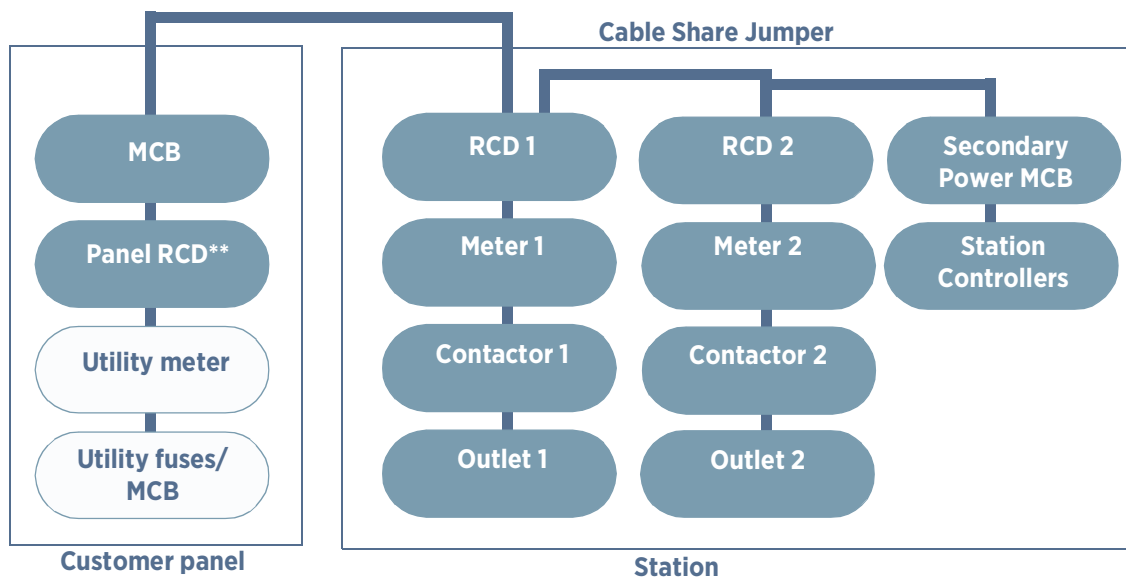 Cable Share Jumper
MCB
Panel RCD**
Utility meter
Utility fuses/
MCB
Customer panel
RCD 1
Meter 1
Contactor 1
Outlet 1
RCD 2
Meter 2
Contactor 2
Outlet 2
Secondary
Power MCB
Station
Controllers
Station